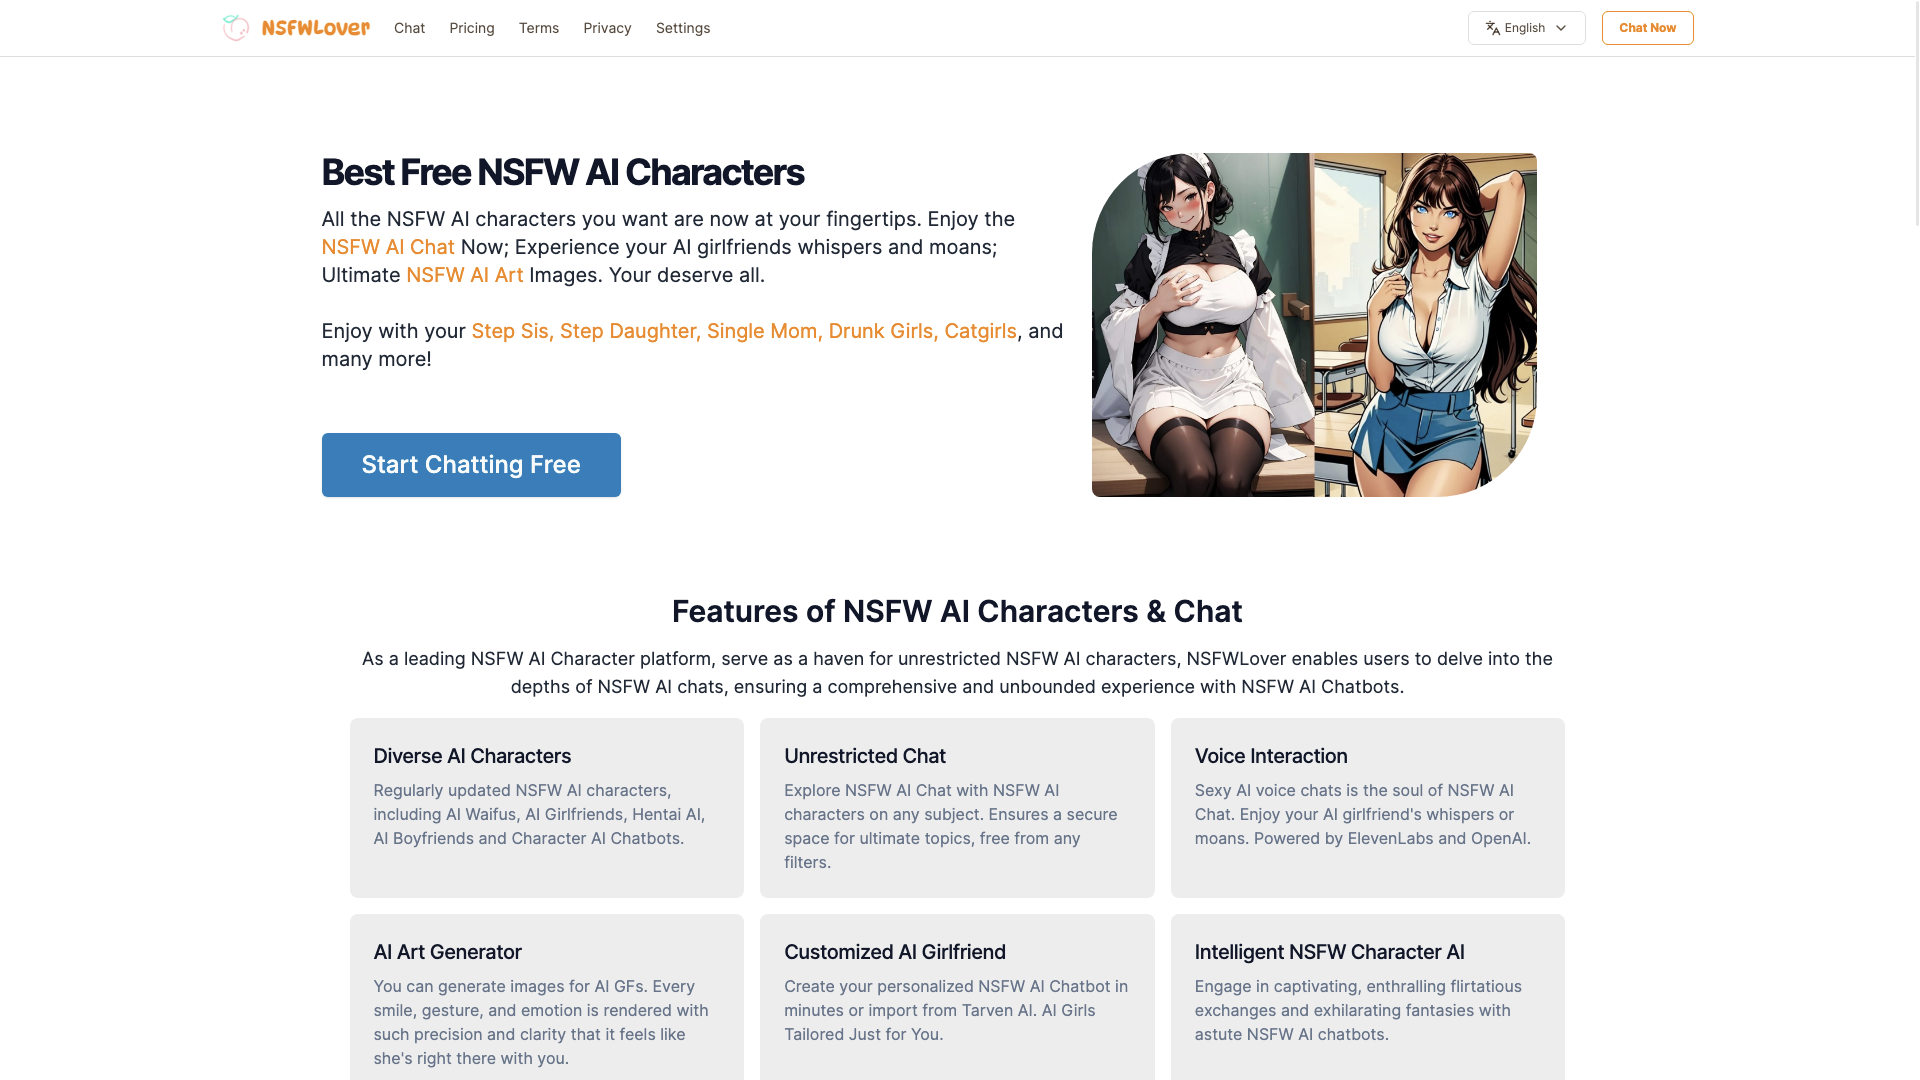 NSFWLover
Chat
Pricing
Terms
Privacy
Settings
English
Chat Now
Best Free NSFW AI Characters
All the NSFW AI characters you want are now at your fingertips. Enjoy the
NSFW AI Chat Now; Experience your AI girlfriends whispers and moans;
Ultimate NSFW AI Art Images. Your deserve all.
Enjoy with your Step Sis, Step Daughter, Single Mom, Drunk Girls, Catgirls, and
many more!
Start Chatting Free
Features of NSFW AI Characters & Chat
As a leading NSFW AI Character platform, serve as a haven for unrestricted NSFW AI characters, NSFWLover enables users to delve into the
depths of NSFW AI chats, ensuring a comprehensive and unbounded experience with NSFW AI Chatbots.
Diverse AI Characters
Regularly updated NSFW AI characters,
including AI Waifus, AI Girlfriends, Hentai AI,
AI Boyfriends and Character AI Chatbots.
Unrestricted Chat
Explore NSFW AI Chat with NSFW AI
characters on any subject. Ensures a secure
space for ultimate topics, free from any
filters.
Voice Interaction
Sexy AI voice chats is the soul of NSFW AI
Chat. Enjoy your AI girlfriend's whispers or
moans. Powered by ElevenLabs and OpenAI.
AI Art Generator
You can generate images for AI GFs. Every
smile, gesture, and emotion is rendered with
such precision and clarity that it feels like
she's right there with you.
Customized AI Girlfriend
Create your personalized NSFW AI Chatbot in
minutes or import from Tarven AI. AI Girls
Tailored Just for You.
Intelligent NSFW Character AI
Engage in captivating, enthralling flirtatious
exchanges and exhilarating fantasies with
astute NSFW AI chatbots.